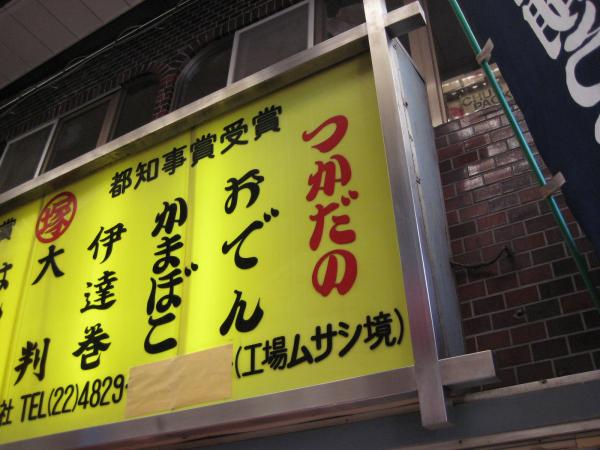 都知事賞受賞
つかだの
おでん
かまぼこ
伊達巻
大判
塚
社 TEL(22)4829-
(工場ムサシ境)